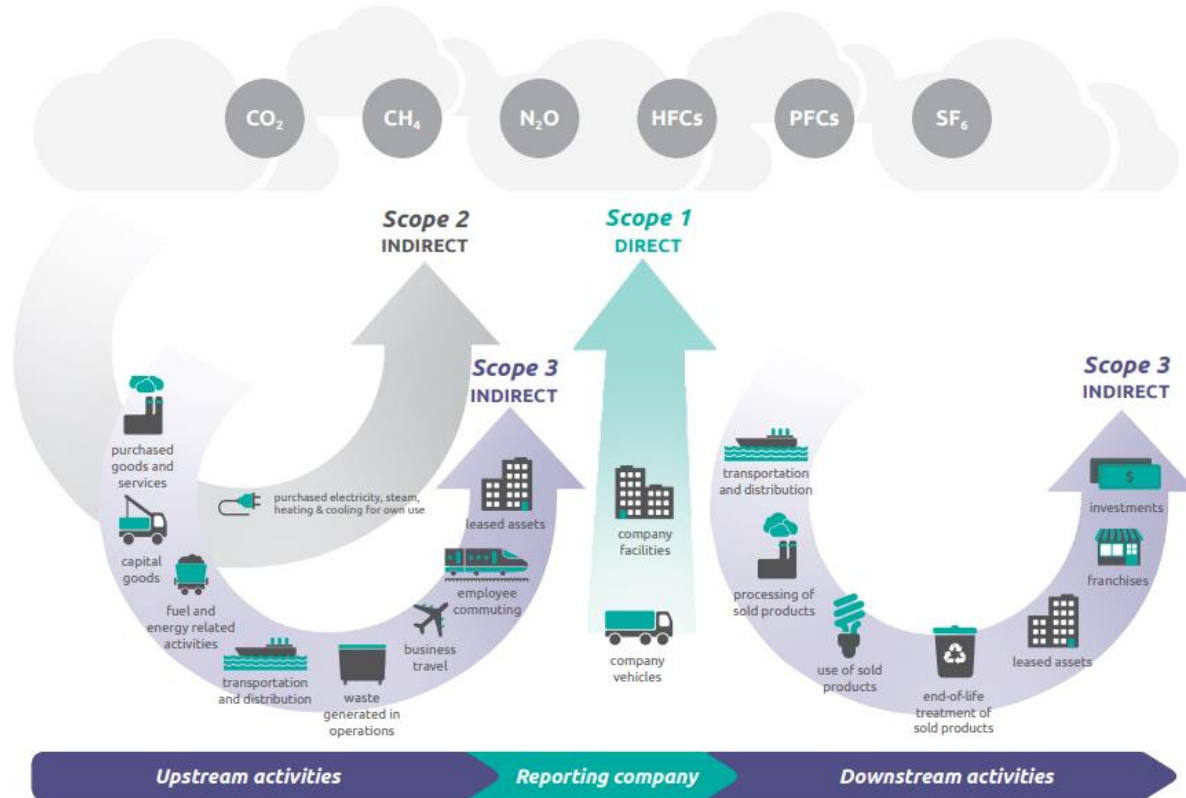 CO₂
CH₄
N₂O
HFCs
PFCs
SF₆
Scope 2
INDIRECT
Scope 1
DIRECT
Scope 3
INDIRECT
Scope 3
INDIRECT
purchased
goods and
services
capital
goods
fuel and
energy related
activities
transportation
and distribution
waste
generated in
operations
business
travel
employee
commuting
leased assets
purchased electricity, steam,
heating & cooling for own use
company
facilities
company
vehicles
transportation
and distribution
processing of
sold products
use of sold
products
end-of-life
treatment of
sold products
leased assets
franchises
$
investments
Upstream activities
Reporting company
Downstream activities